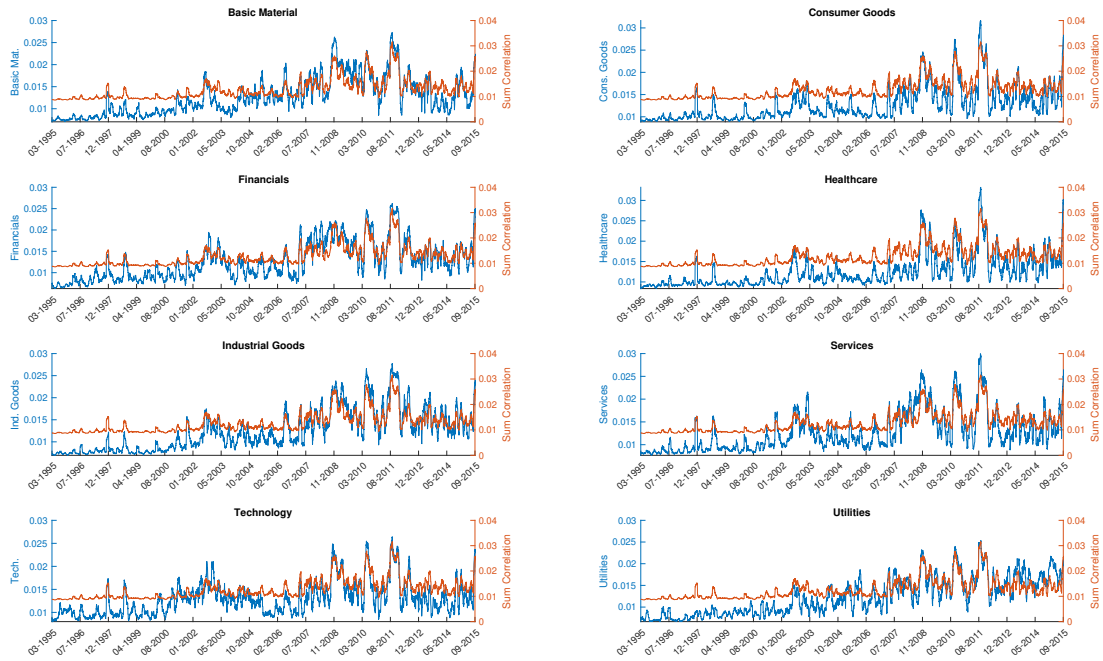 Basic Material
0.03
0.025
0.02
0.015
0.01
Basic Mat.
0.04
0.03
0.02
0.01
0
Sum Correlation
03-1995 07-1996 12-1997 04-1999 08-2000 01-2002 05-2003 10-2004 02-2006 07-2007 11-2008 03-2010 08-2011 12-2012 05-2014 09-2015
Consumer Goods
0.03
0.025
0.02
0.015
0.01
Cons. Goods
0.04
0.03
0.02
0.01
0
Sum Correlation
03-1995 07-1996 12-1997 04-1999 08-2000 01-2002 05-2003 10-2004 02-2006 07-2007 11-2008 03-2010 08-2011 12-2012 05-2014 09-2015
Financials
0.03
0.025
0.02
0.015
0.01
Financials
0.04
0.03
0.02
0.01
0
Sum Correlation
03-1995 07-1996 12-1997 04-1999 08-2000 01-2002 05-2003 10-2004 02-2006 07-2007 11-2008 03-2010 08-2011 12-2012 05-2014 09-2015
Healthcare
0.03
0.025
0.02
0.015
0.01
Healthcare
0.04
0.03
0.02
0.01
0
Sum Correlation
03-1995 07-1996 12-1997 04-1999 08-2000 01-2002 05-2003 10-2004 02-2006 07-2007 11-2008 03-2010 08-2011 12-2012 05-2014 09-2015
Industrial Goods
0.03
0.025
0.02
0.015
0.01
Ind. Goods
0.04
0.03
0.02
0.01
0
Sum Correlation
03-1995 07-1996 12-1997 04-1999 08-2000 01-2002 05-2003 10-2004 02-2006 07-2007 11-2008 03-2010 08-2011 12-2012 05-2014 09-2015
Services
0.03
0.025
0.02
0.015
0.01
Services
0.04
0.03
0.02
0.01
0
Sum Correlation
03-1995 07-1996 12-1997 04-1999 08-2000 01-2002 05-2003 10-2004 02-2006 07-2007 11-2008 03-2010 08-2011 12-2012 05-2014 09-2015
Technology
0.03
0.025
0.02
0.015
0.01
Tech.
0.04
0.03
0.02
0.01
0
Sum Correlation
03-1995 07-1996 12-1997 04-1999 08-2000 01-2002 05-2003 10-2004 02-2006 07-2007 11-2008 03-2010 08-2011 12-2012 05-2014 09-2015
Utilities
0.03
0.025
0.02
0.015
0.01
Utilities
0.04
0.03
0.02
0.01
0
Sum Correlation
03-1995 07-1996 12-1997 04-1999 08-2000 01-2002 05-2003 10-2004 02-2006 07-2007 11-2008 03-2010 08-2011 12-2012 05-2014 09-2015